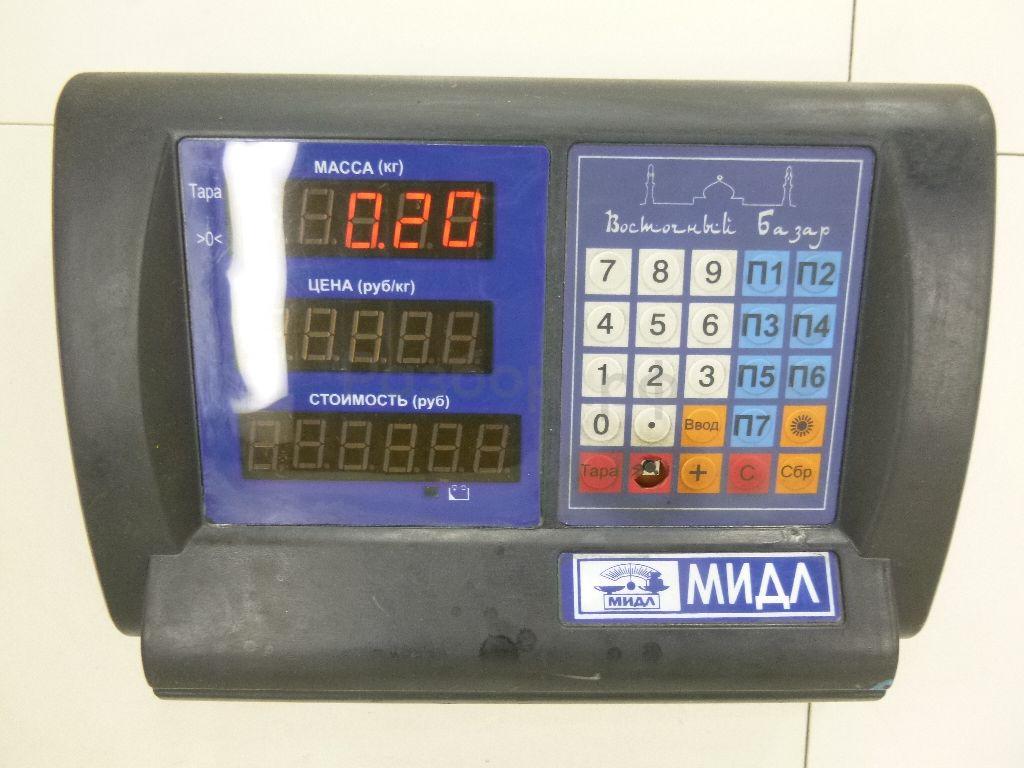 МАССА (кг)
Тара
0.20
>0<
ЦЕНА (руб/кг)
СТОИМОСТЬ (руб)
Восточный Базар
7 8 9 П1 П2
4 5 6 П3 П4
1 2 3 П5 П6
0 . Ввод П7
Тара + С Сбр
МИДЛ МИДЛ